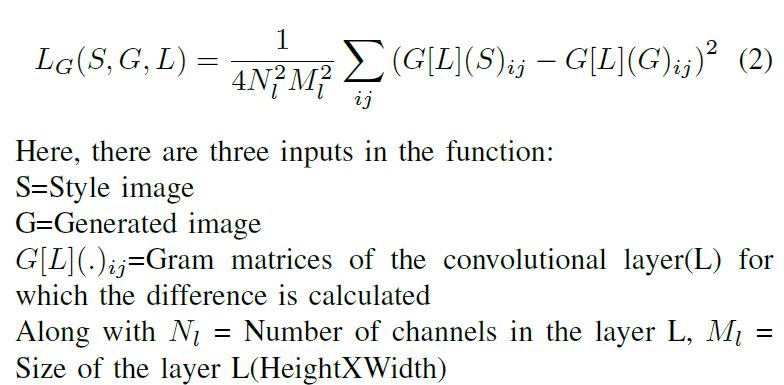 L_G(S, G, L) = \frac{1}{4N_l^2 M_l^2} \sum_{ij} (G[L](S)_{ij} − G[L](G)_{ij})^2 (2)
Here, there are three inputs in the function:
S=Style image
G=Generated image
G[L](.)_{ij}=Gram matrices of the convolutional layer(L) for
which the difference is calculated
Along with N_l = Number of channels in the layer L, M_l =
Size of the layer L(HeightXWidth)